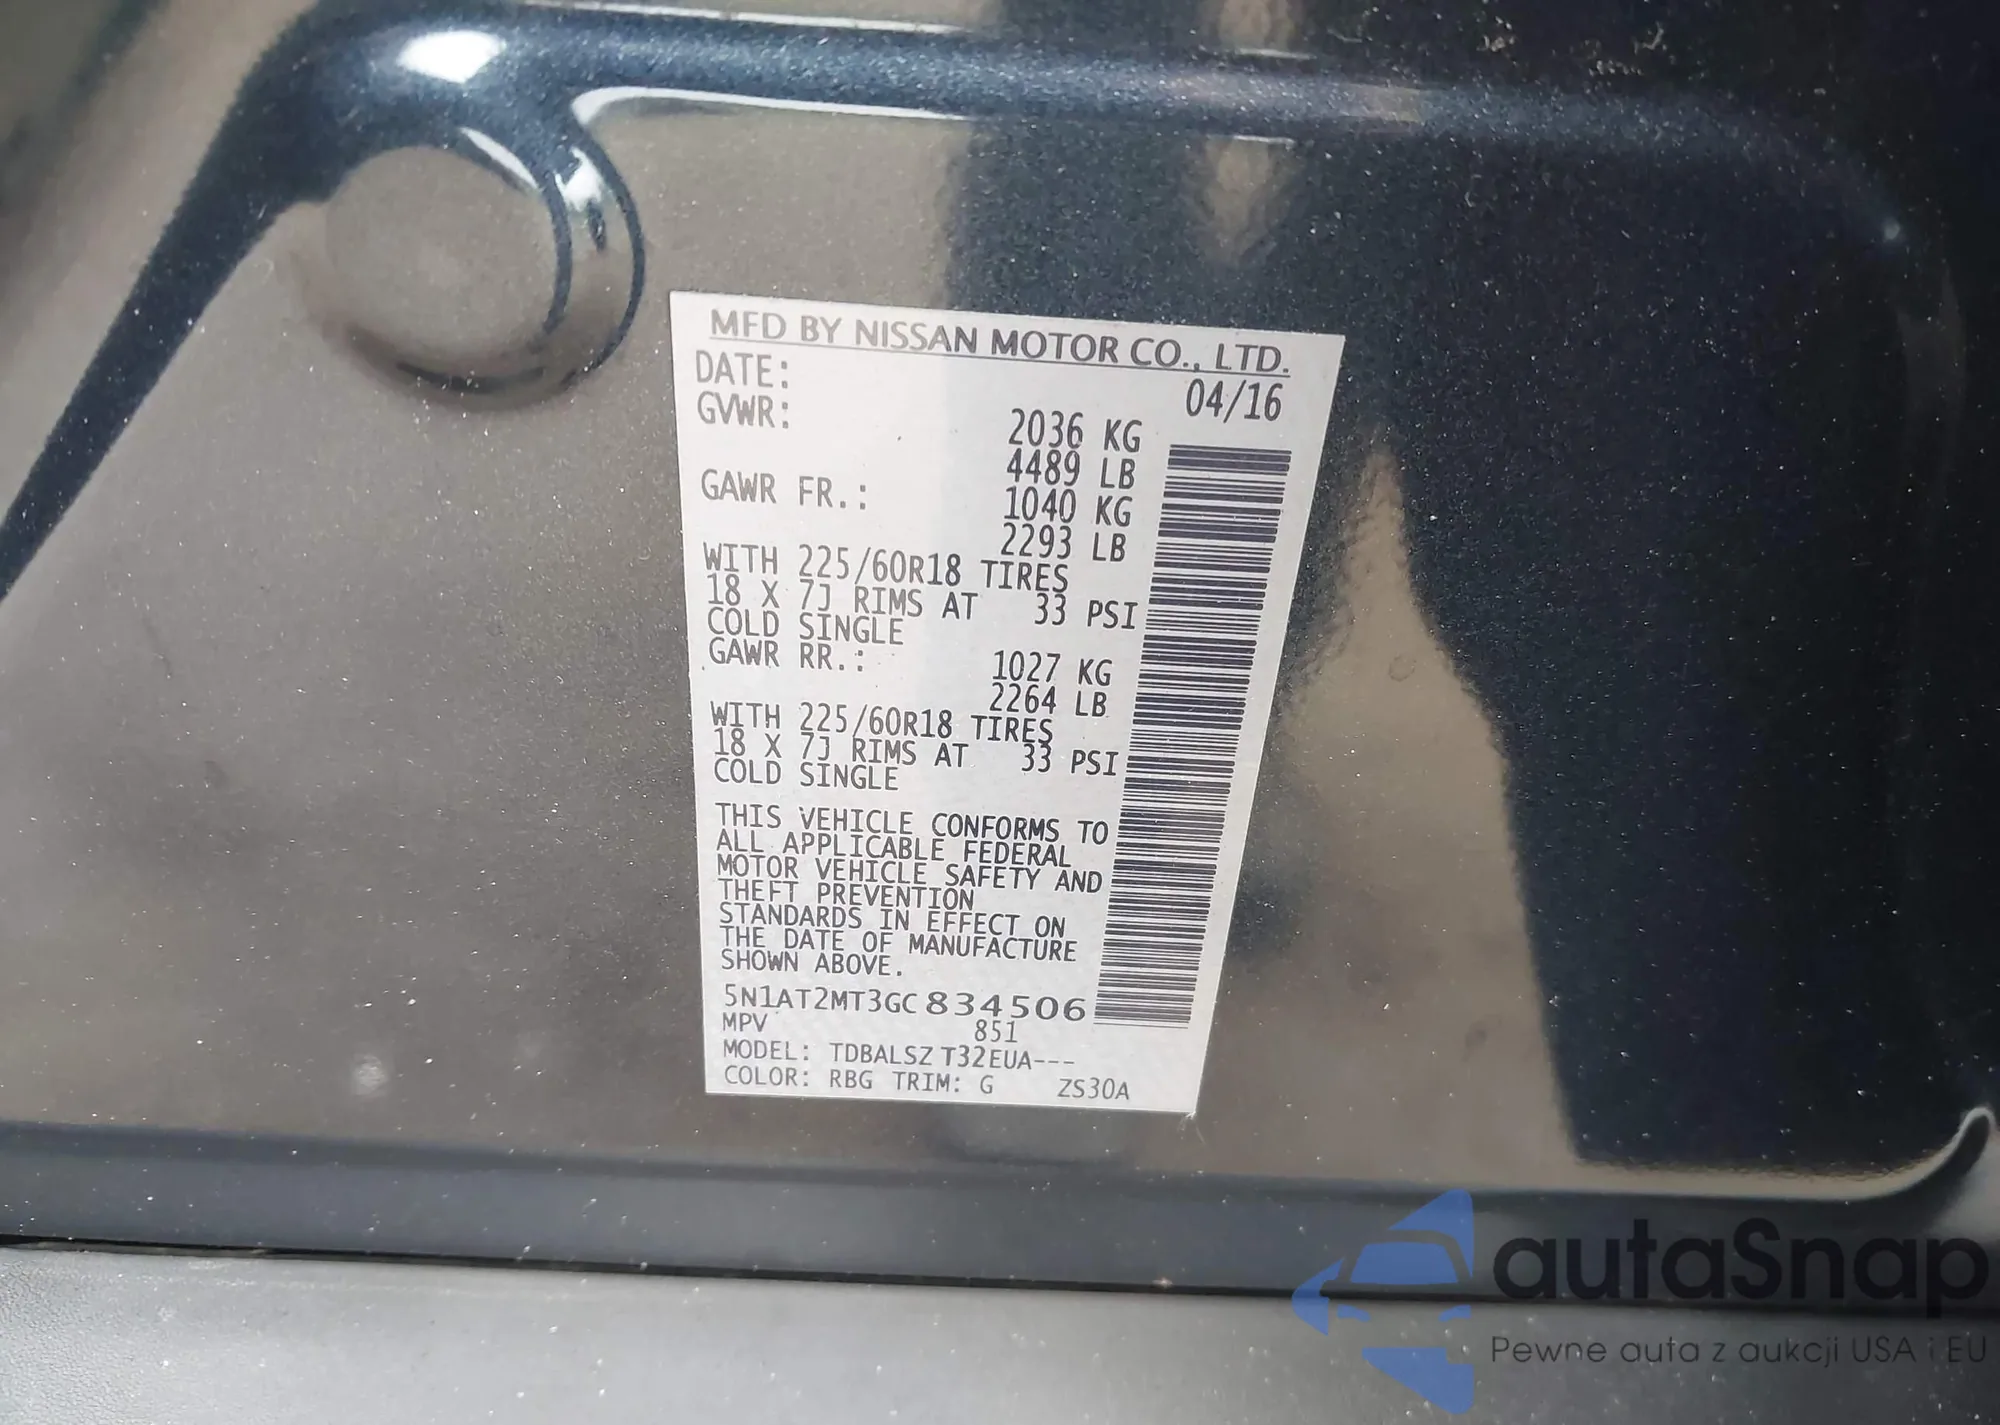 MFD BY NISSAN MOTOR CO., LTD.
DATE: 04/16
GVWR: 2036 KG
4489 LB
GAWR FR.: 1040 KG
2293 LB
WITH 225/60R18 TIRES
18 X 7J RIMS AT 33 PSI
COLD SINGLE
GAWR RR.: 1027 KG
2264 LB
WITH 225/60R18 TIRES
18 X 7J RIMS AT 33 PSI
COLD SINGLE
THIS VEHICLE CONFORMS TO
ALL APPLICABLE FEDERAL
MOTOR VEHICLE SAFETY AND
THEFT PREVENTION
STANDARDS IN EFFECT ON
THE DATE OF MANUFACTURE
SHOWN ABOVE.
5N1AT2MT3GC834506
MPV 851
MODEL: TDBALSZ T32EUA---
COLOR: RBG TRIM: G ZS30A
autaSnap
Pewne auta z aukcji USA i EU